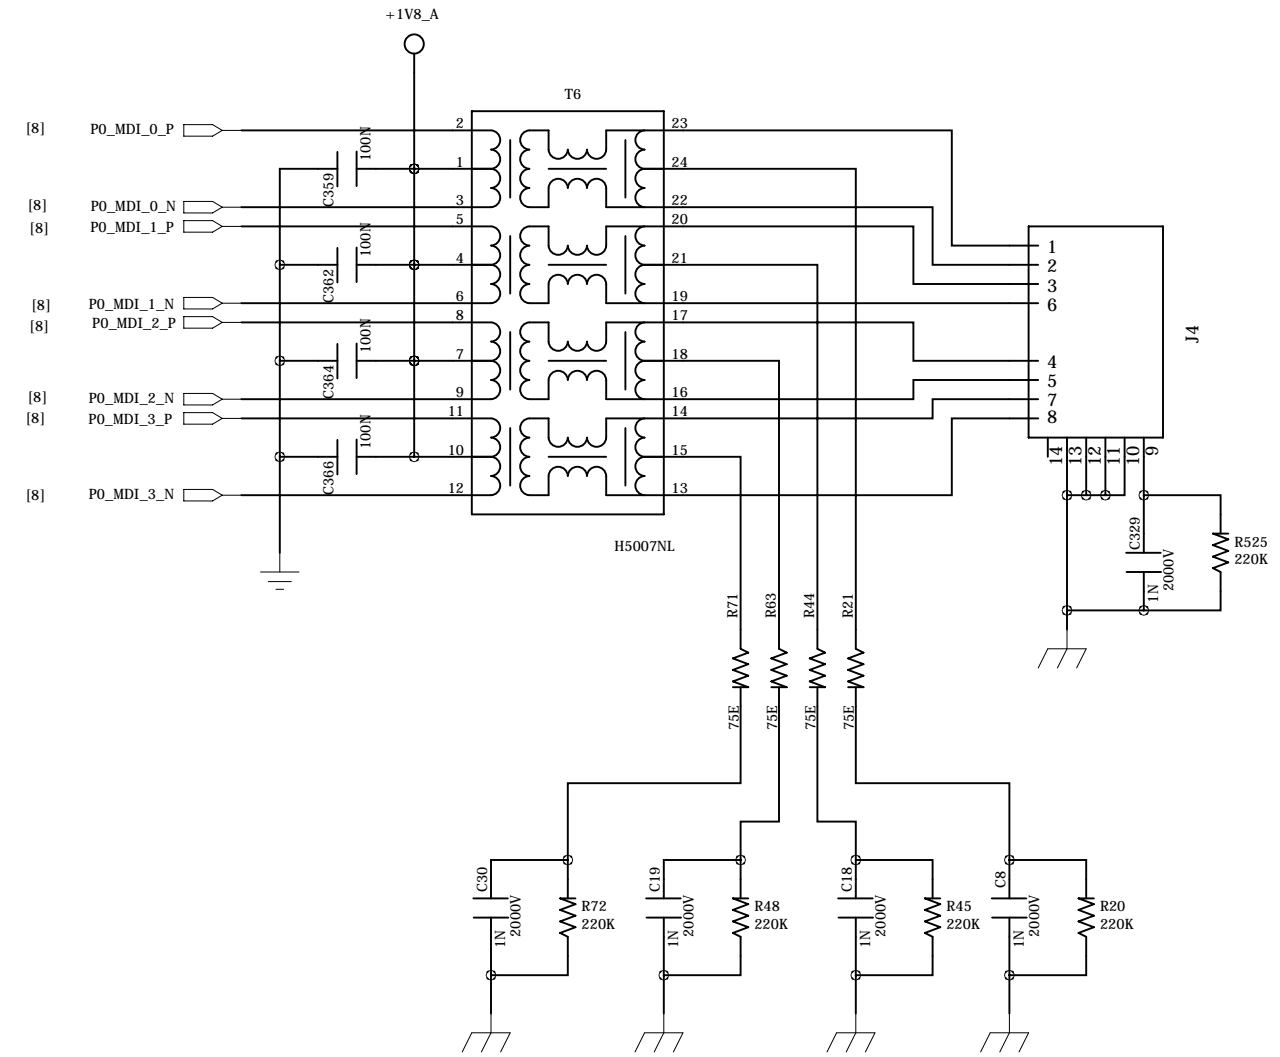 +1V8_A
T6
[8] P0_MDI_0_P
2
23
100N
1
24
C359
[8] P0_MDI_0_N
3
22
[8] P0_MDI_1_P
5
20
100N
4
21
C362
[8] P0_MDI_1_N
6
19
[8] P0_MDI_2_P
8
17
100N
7
18
C364
[8] P0_MDI_2_N
9
16
[8] P0_MDI_3_P
11
14
100N
10
15
C366
[8] P0_MDI_3_N
12
13
H5007NL
1
2
3
6
4
5
7
8
J4
14
13
12
11
10
9
C329
1N
2000V
R525
220K
R71
R63
R44
R21
75E
75E
75E
75E
C30
1N
2000V
R72
220K
C19
1N
2000V
R48
220K
C18
1N
2000V
R45
220K
C8
1N
2000V
R20
220K